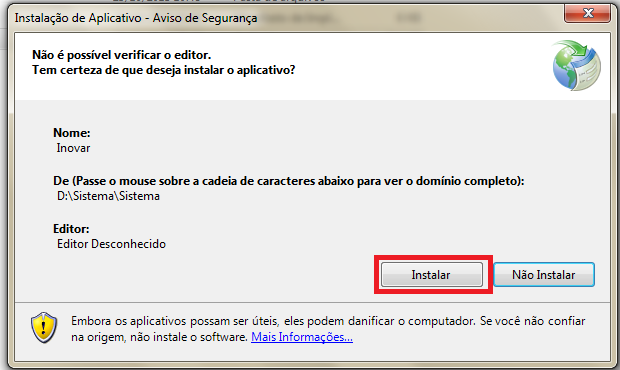 Instalação de Aplicativo - Aviso de Segurança
Não é possível verificar o editor.
Tem certeza de que deseja instalar o aplicativo?
Nome:
Inovar
De (Passe o mouse sobre a cadeia de caracteres abaixo para ver o domínio completo):
D:\Sistema\Sistema
Editor:
Editor Desconhecido
Instalar
Não Instalar
Embora os aplicativos possam ser úteis, eles podem danificar o computador. Se você não confiar
na origem, não instale o software. Mais Informações...